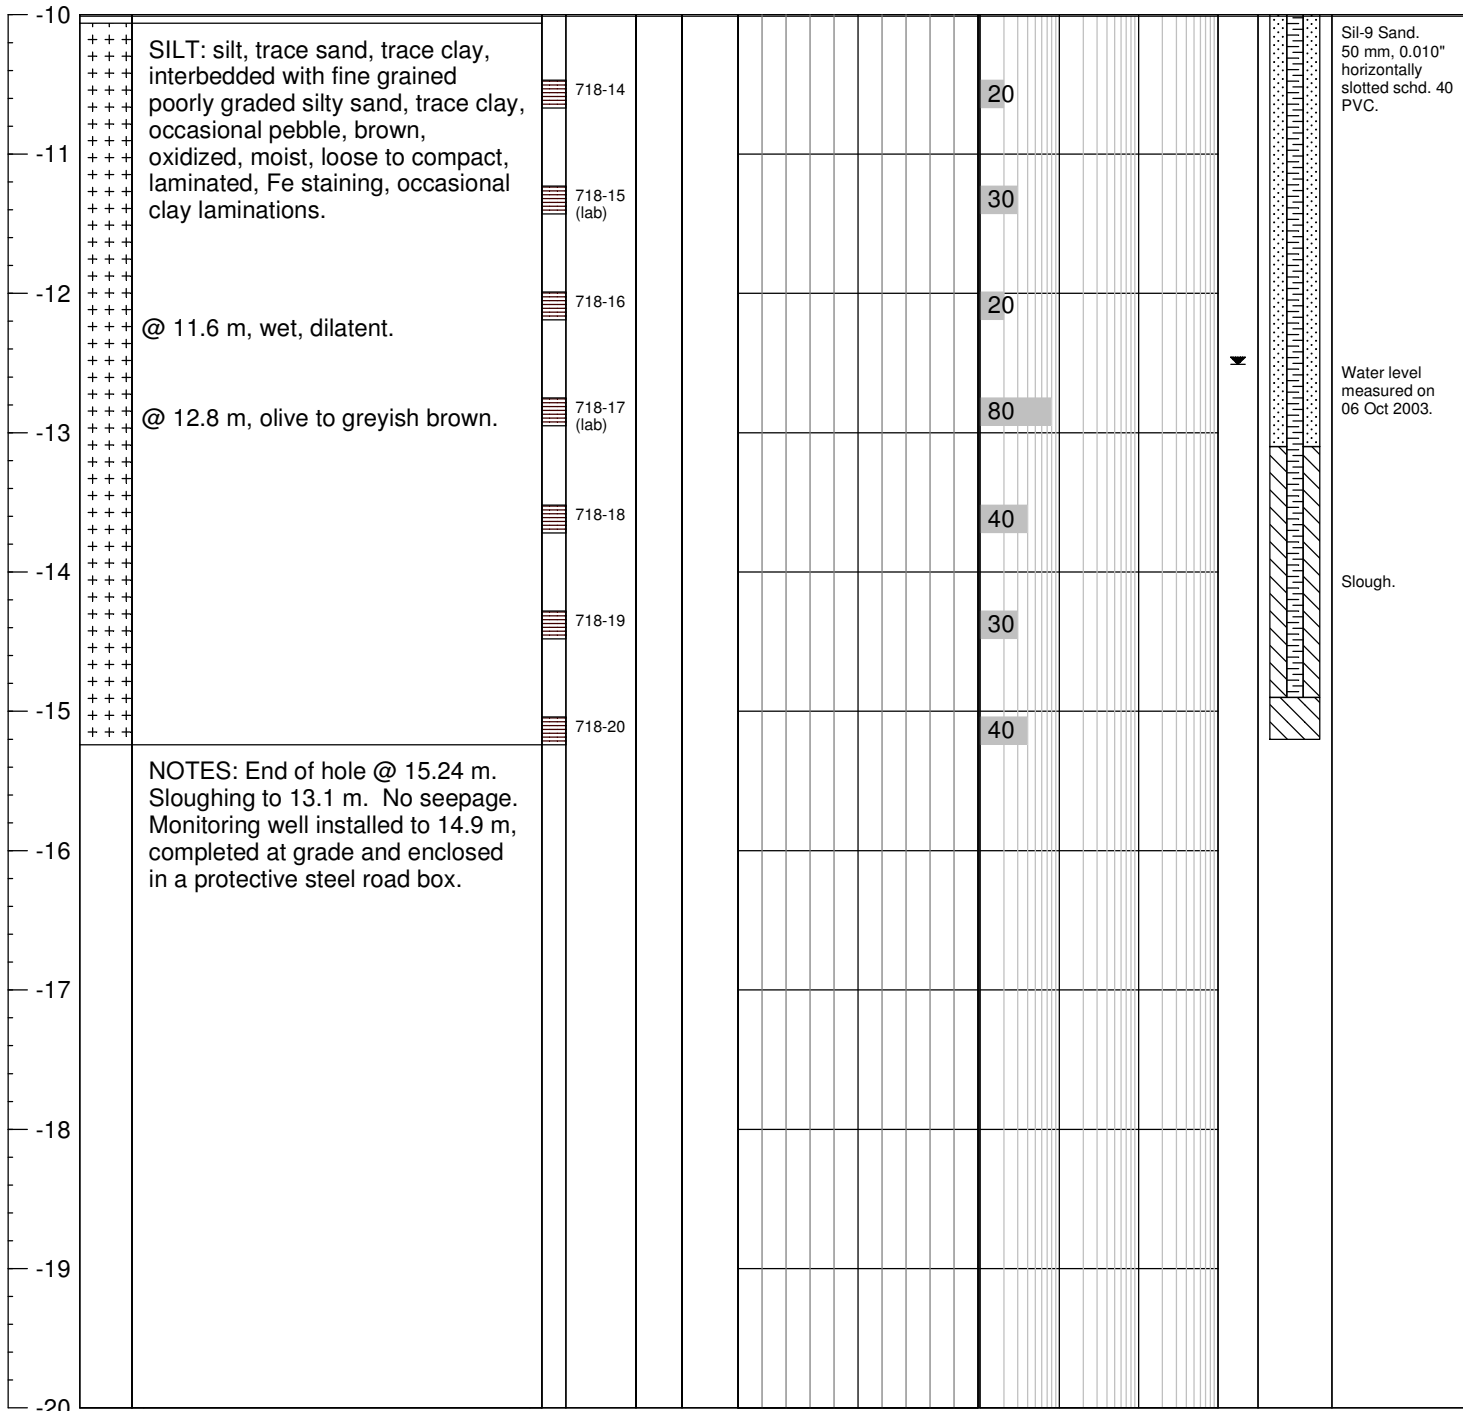 -10
-11
-12
-13
-14
-15
-16
-17
-18
-19
-20
SILT: silt, trace sand, trace clay,
interbedded with fine grained
poorly graded silty sand, trace clay,
occasional pebble, brown,
oxidized, moist, loose to compact,
laminated, Fe staining, occasional
clay laminations.
@ 11.6 m, wet, dilatent.
@ 12.8 m, olive to greyish brown.
NOTES: End of hole @ 15.24 m.
Sloughing to 13.1 m.  No seepage.
Monitoring well installed to 14.9 m,
completed at grade and enclosed
in a protective steel road box.
718-14
718-15
(lab)
718-16
718-17
(lab)
718-18
718-19
718-20
20
30
20
80
40
30
40
Sil-9 Sand.
50 mm, 0.010"
horizontally
slotted schd. 40
PVC.
Water level
measured on
06 Oct 2003.
Slough.